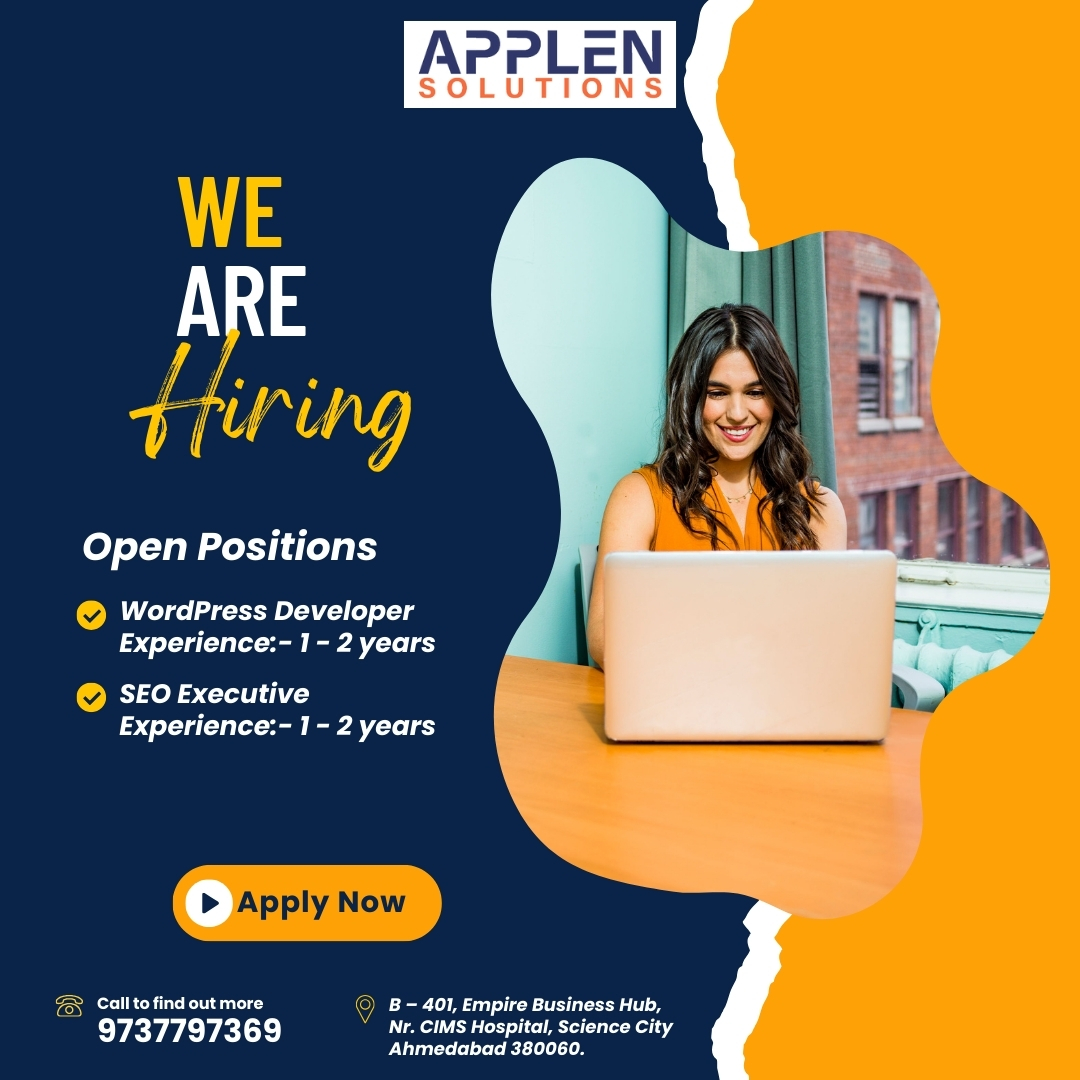 APPLEN
SOLUTIONS
WE
ARE
Hiring
Open Positions
WordPress Developer
Experience:- 1 - 2 years
SEO Executive
Experience:- 1 - 2 years
Apply Now
Call to find out more
9737797369
B – 401, Empire Business Hub,
Nr. CIMS Hospital, Science City
Ahmedabad 380060.